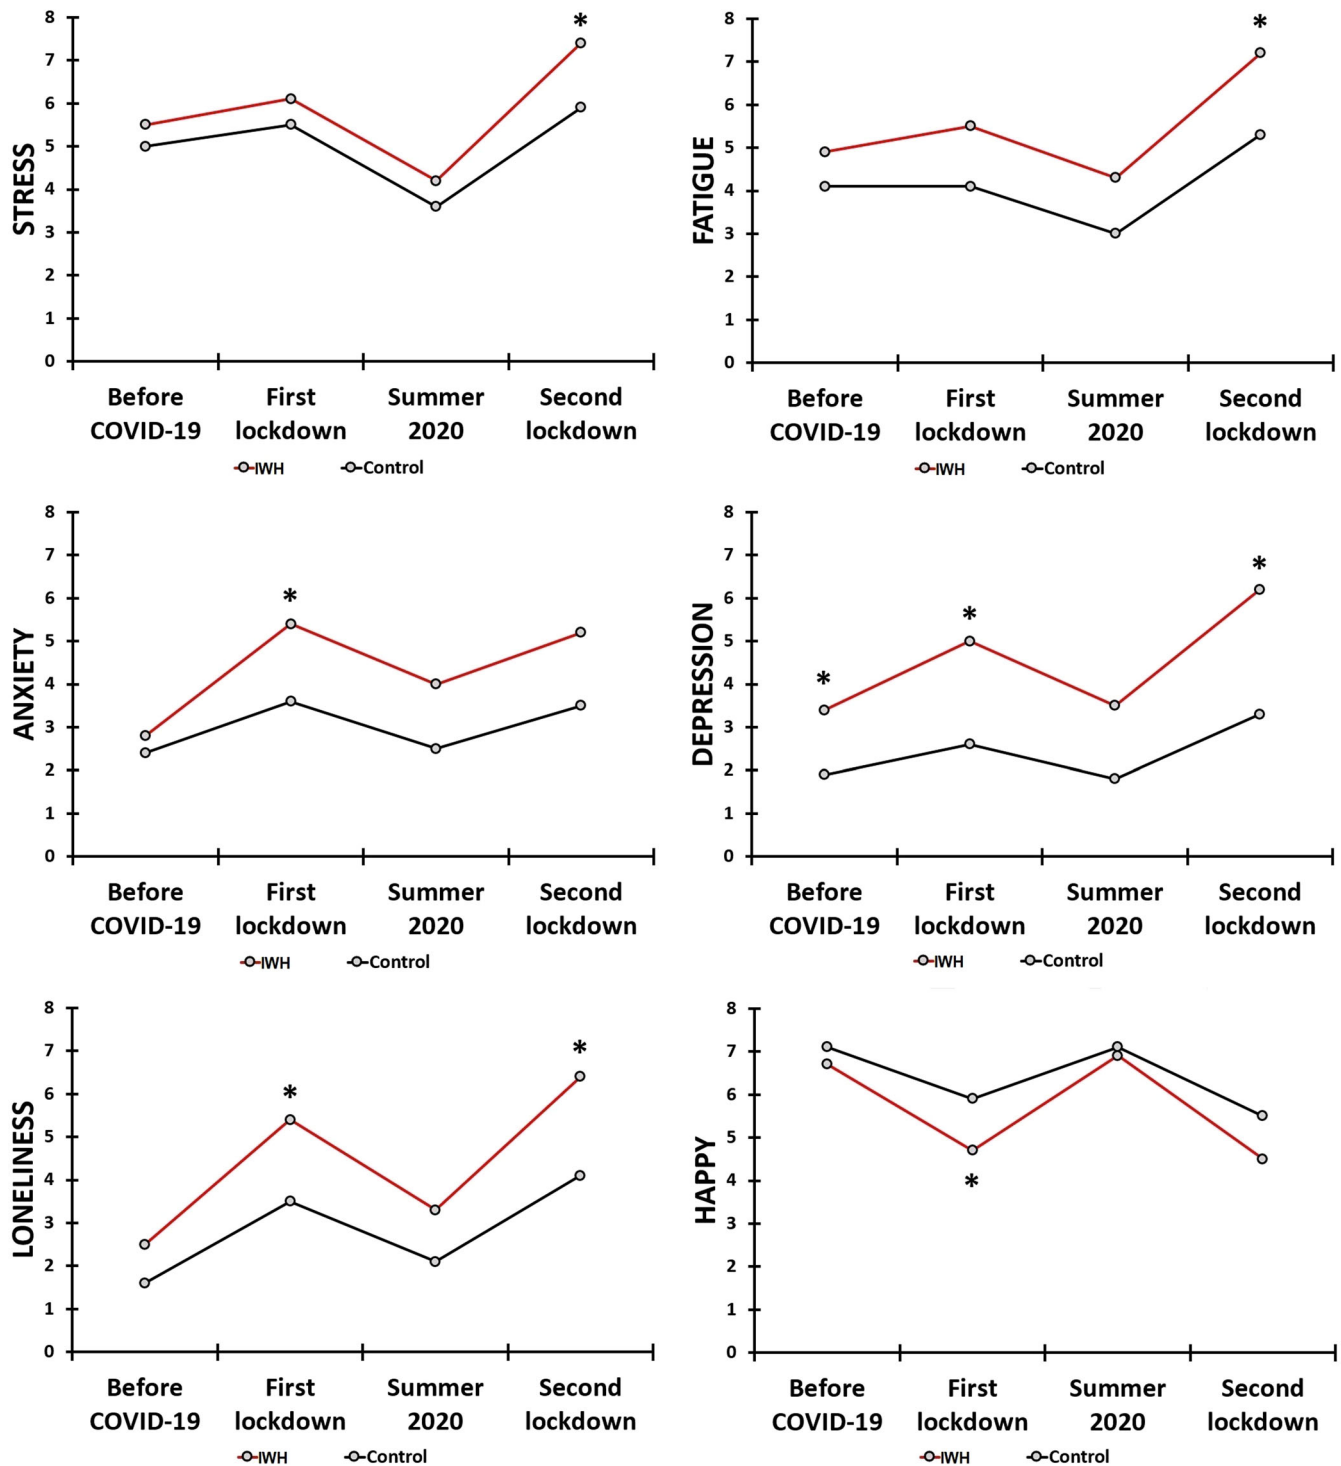 STRESS
8
7
6
5
4
3
2
1
0
*
Before COVID-19
First lockdown
Summer 2020
Second lockdown
IWH Control
FATIGUE
8
7
6
5
4
3
2
1
0
*
Before COVID-19
First lockdown
Summer 2020
Second lockdown
IWH Control
ANXIETY
8
7
6
5
4
3
2
1
0
*
Before COVID-19
First lockdown
Summer 2020
Second lockdown
IWH Control
DEPRESSION
8
7
6
5
4
3
2
1
0
* * *
Before COVID-19
First lockdown
Summer 2020
Second lockdown
IWH Control
LONELINESS
8
7
6
5
4
3
2
1
0
* *
Before COVID-19
First lockdown
Summer 2020
Second lockdown
IWH Control
HAPPY
8
7
6
5
4
3
2
1
0
*
Before COVID-19
First lockdown
Summer 2020
Second lockdown
IWH Control